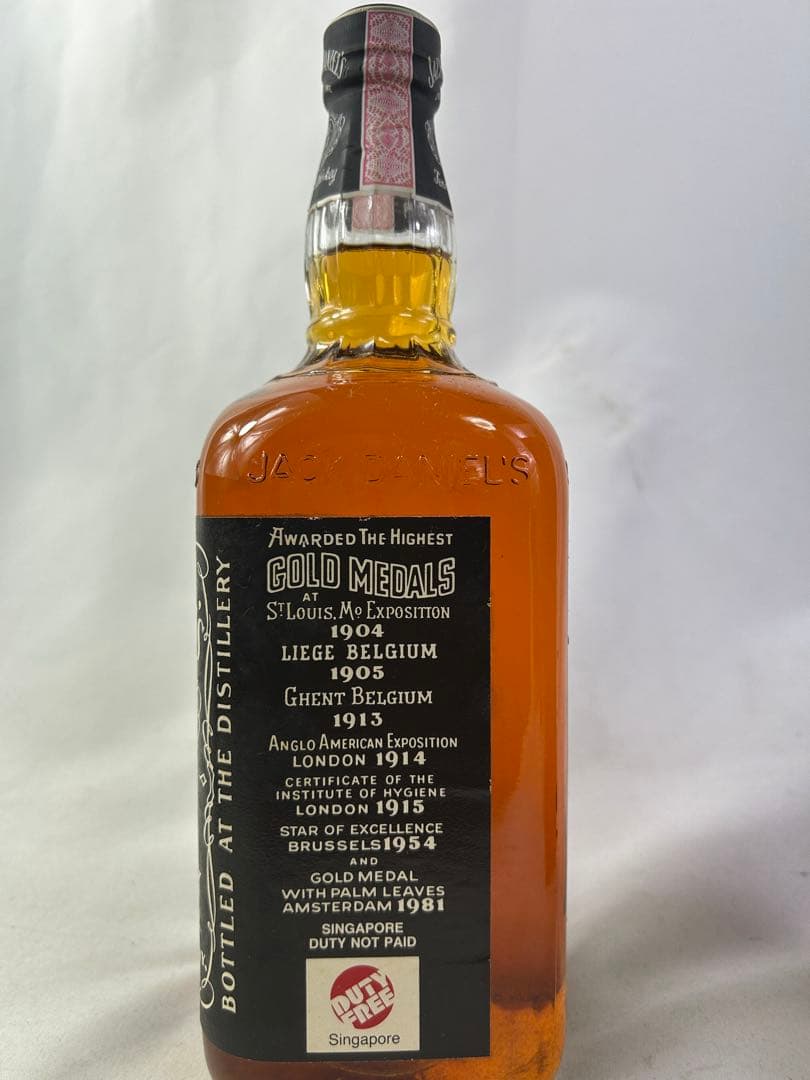 JACK DANIEL'S
AWARDED THE HIGHEST
GOLD MEDALS
AT
ST LOUIS, MO EXPOSITION
1904
LIEGE BELGIUM
1905
GHENT BELGIUM
1913
ANGLO AMERICAN EXPOSITION
LONDON 1914
CERTIFICATE OF THE
INSTITUTE OF HYGIENE
LONDON 1915
STAR OF EXCELLENCE
BRUSSELS 1954
AND
GOLD MEDAL
WITH PALM LEAVES
AMSTERDAM 1981
SINGAPORE
DUTY NOT PAID
DUTY
FREE
Singapore
BOTTLED AT THE DISTILLERY